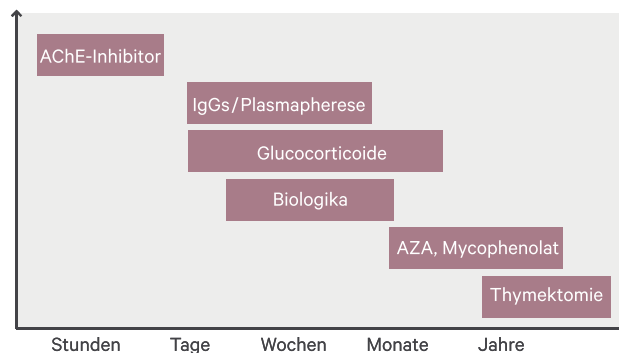 AChE-Inhibitor
IgGs/Plasmapherese
Glucocorticoide
Biologika
AZA, Mycophenolat
Thymektomie
Stunden Tage Wochen Monate Jahre